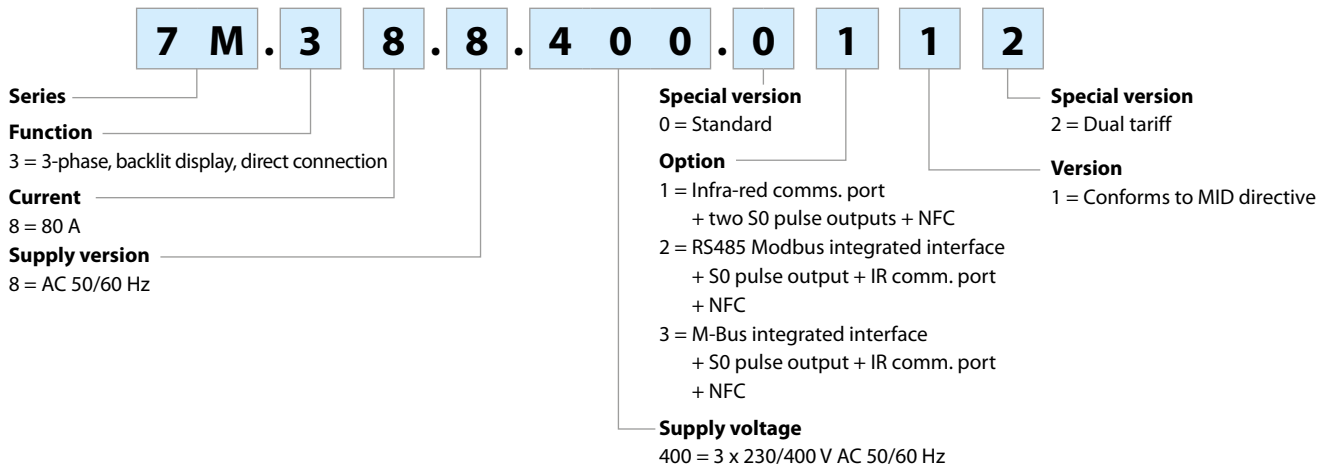 7 M . 3 8 . 8 . 4 0 0 . 0 1 1 2
Series
Function
3 = 3-phase, backlit display, direct connection
Current
8 = 80 A
Supply version
8 = AC 50/60 Hz
Special version
0 = Standard
Option
1 = Infra-red comms. port
+ two S0 pulse outputs + NFC
2 = RS485 Modbus integrated interface
+ S0 pulse output + IR comm. port
+ NFC
3 = M-Bus integrated interface
+ S0 pulse output + IR comm. port
+ NFC
Supply voltage
400 = 3 x 230/400 V AC 50/60 Hz
Special version
2 = Dual tariff
Version
1 = Conforms to MID directive